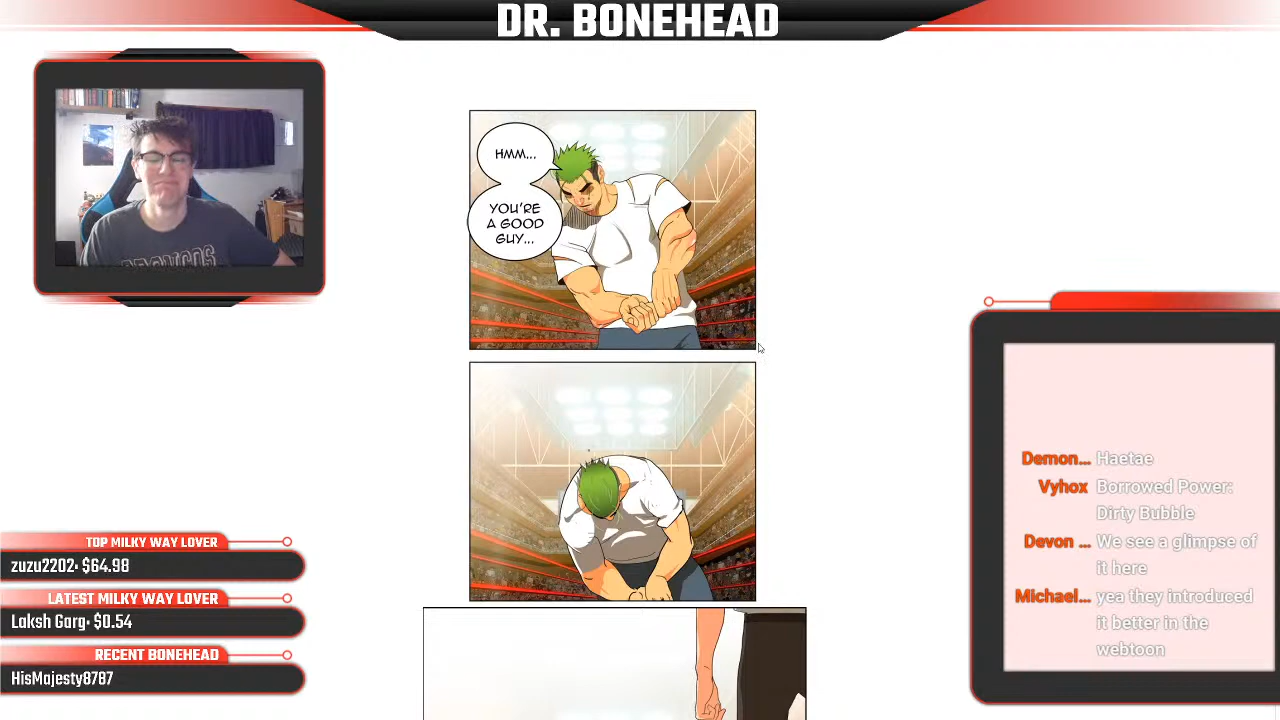 DR. BONEHEAD
HMM...
YOU'RE
A GOOD
GUY...
BRONCOS
Demon... Haetae
Vyhox Borrowed Power:
Dirty Bubble
Devon ... We see a glimpse of
it here
Michael... yea they introduced
it better in the
webtoon
TOP MILKY WAY LOVER
zuzu2202• $64.98
LATEST MILKY WAY LOVER
Laksh Garg• $0.54
RECENT BONEHEAD
HisMajesty8787